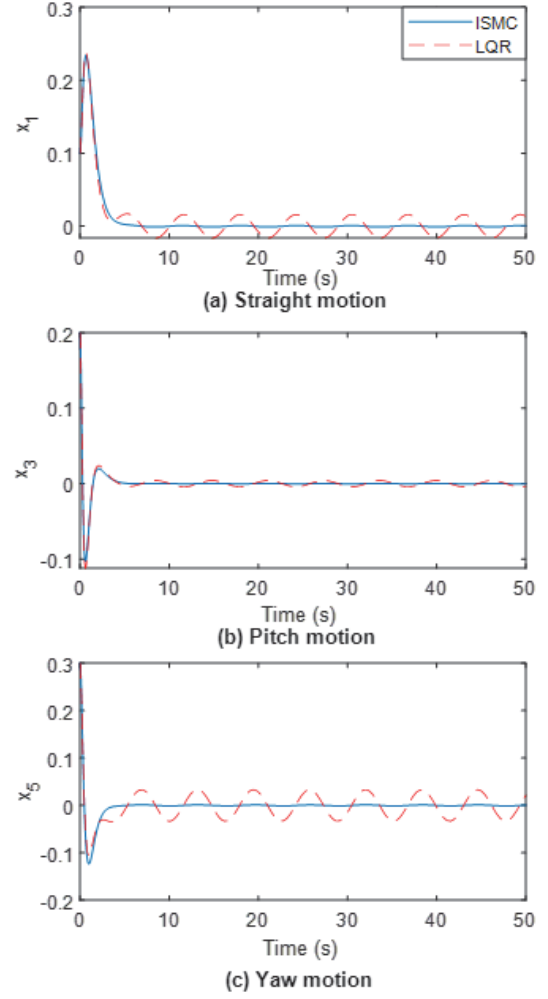 0.3
ISMC
LQR
0.2
x1
0.1
0
0 10 20 30 40 50
Time (s)
(a) Straight motion
0.2
0.1
x3
0
-0.1
0 10 20 30 40 50
Time (s)
(b) Pitch motion
0.3
0.2
0.1
x5
0
-0.1
-0.2
0 10 20 30 40 50
Time (s)
(c) Yaw motion